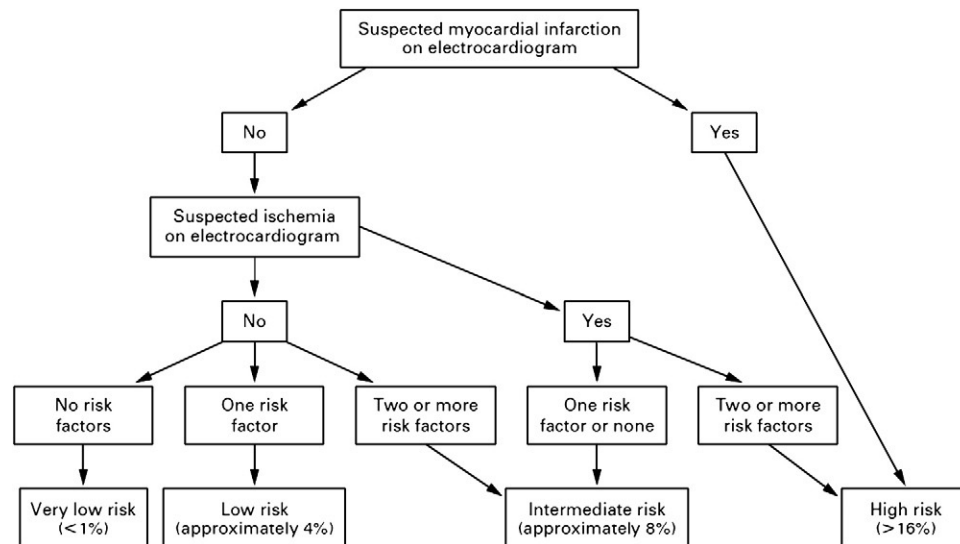 Suspected myocardial infarction
on electrocardiogram
No
Yes
Suspected ischemia
on electrocardiogram
No
Yes
No risk
factors
One risk
factor
Two or more
risk factors
One risk
factor or none
Two or more
risk factors
Very low risk
(<1%)
Low risk
(approximately 4%)
Intermediate risk
(approximately 8%)
High risk
(>16%)